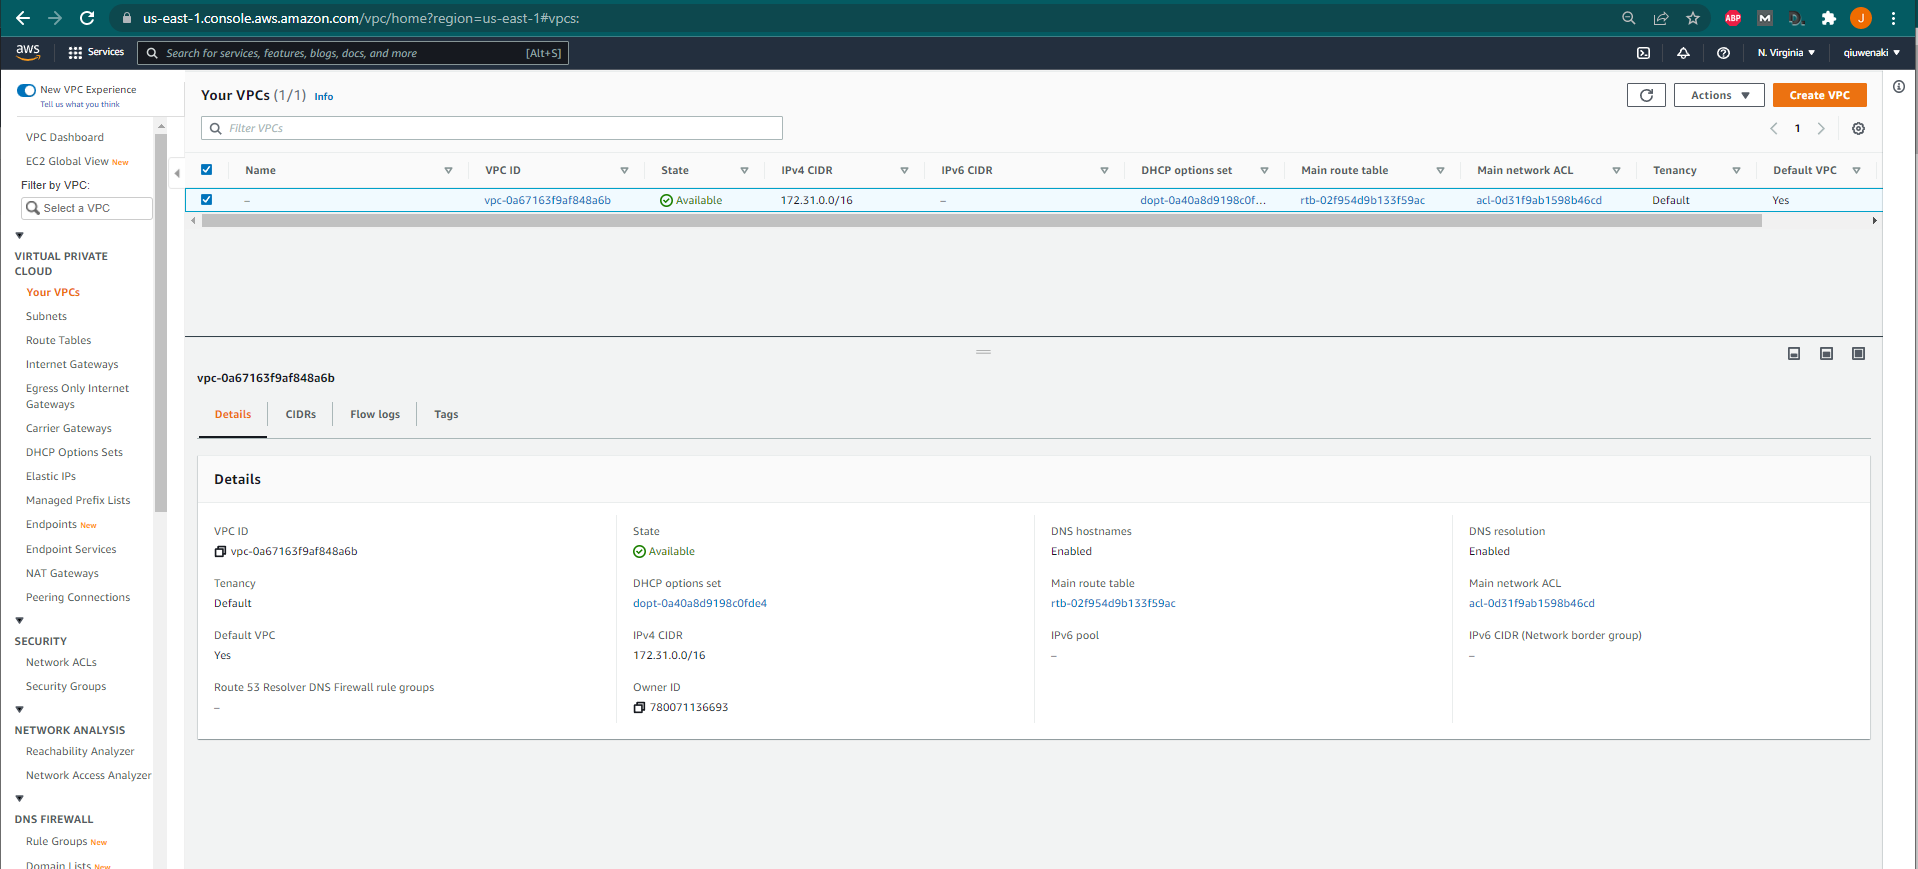 us-east-1.console.aws.amazon.com/vpc/home?region=us-east-1#vpcs:
ABP
M
J
aws
Services
Search for services, features, blogs, docs, and more
[Alt+S]
N. Virginia
qiuwenaki
New VPC Experience
Tell us what you think
VPC Dashboard
EC2 Global View New
Filter by VPC:
Select a VPC
VIRTUAL PRIVATE
CLOUD
Your VPCs
Subnets
Route Tables
Internet Gateways
Egress Only Internet
Gateways
Carrier Gateways
DHCP Options Sets
Elastic IPs
Managed Prefix Lists
Endpoints New
Endpoint Services
NAT Gateways
Peering Connections
SECURITY
Network ACLs
Security Groups
NETWORK ANALYSIS
Reachability Analyzer
Network Access Analyzer
DNS FIREWALL
Rule Groups New
Domain Lists New
Your VPCs (1/1) Info
Actions
Create VPC
Filter VPCs
1
Name VPC ID State IPv4 CIDR IPv6 CIDR DHCP options set Main route table Main network ACL Tenancy Default VPC
– vpc-0a67163f9af848a6b Available 172.31.0.0/16 – dopt-0a40a8d9198c0f... rtb-02f954d9b133f59ac acl-0d31f9ab1598b46cd Default Yes
vpc-0a67163f9af848a6b
Details CIDRs Flow logs Tags
Details
VPC ID
vpc-0a67163f9af848a6b
State
Available
DNS hostnames
Enabled
DNS resolution
Enabled
Tenancy
Default
DHCP options set
dopt-0a40a8d9198c0fde4
Main route table
rtb-02f954d9b133f59ac
Main network ACL
acl-0d31f9ab1598b46cd
Default VPC
Yes
IPv4 CIDR
172.31.0.0/16
IPv6 pool
–
IPv6 CIDR (Network border group)
–
Route 53 Resolver DNS Firewall rule groups
–
Owner ID
780071136693